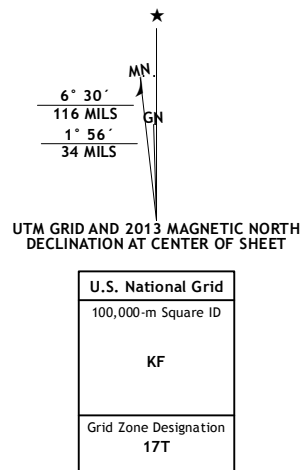 ★
MN
6° 30´
116 MILS
GN
1° 56´
34 MILS
UTM GRID AND 2013 MAGNETIC NORTH
DECLINATION AT CENTER OF SHEET
U.S. National Grid
100,000-m Square ID
KF
Grid Zone Designation
17T